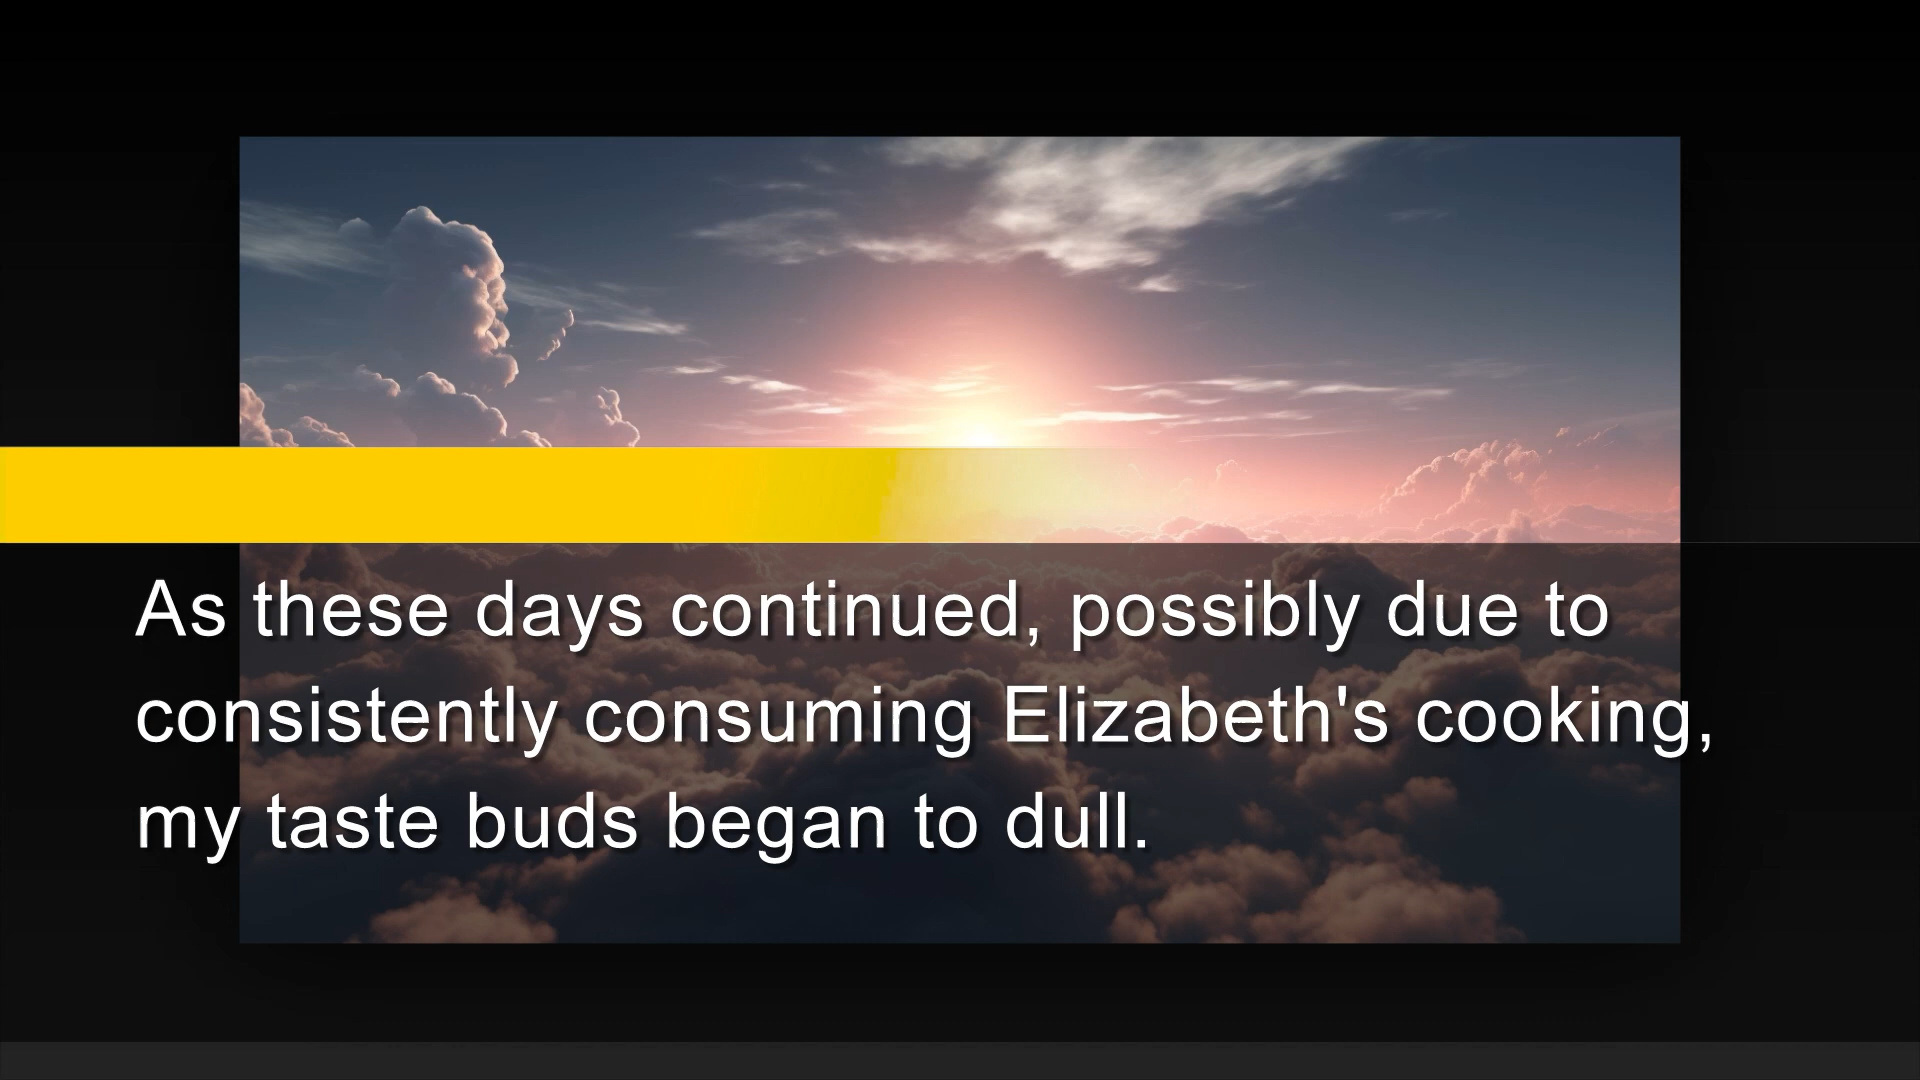 As these days continued, possibly due to
consistently consuming Elizabeth's cooking,
my taste buds began to dull.